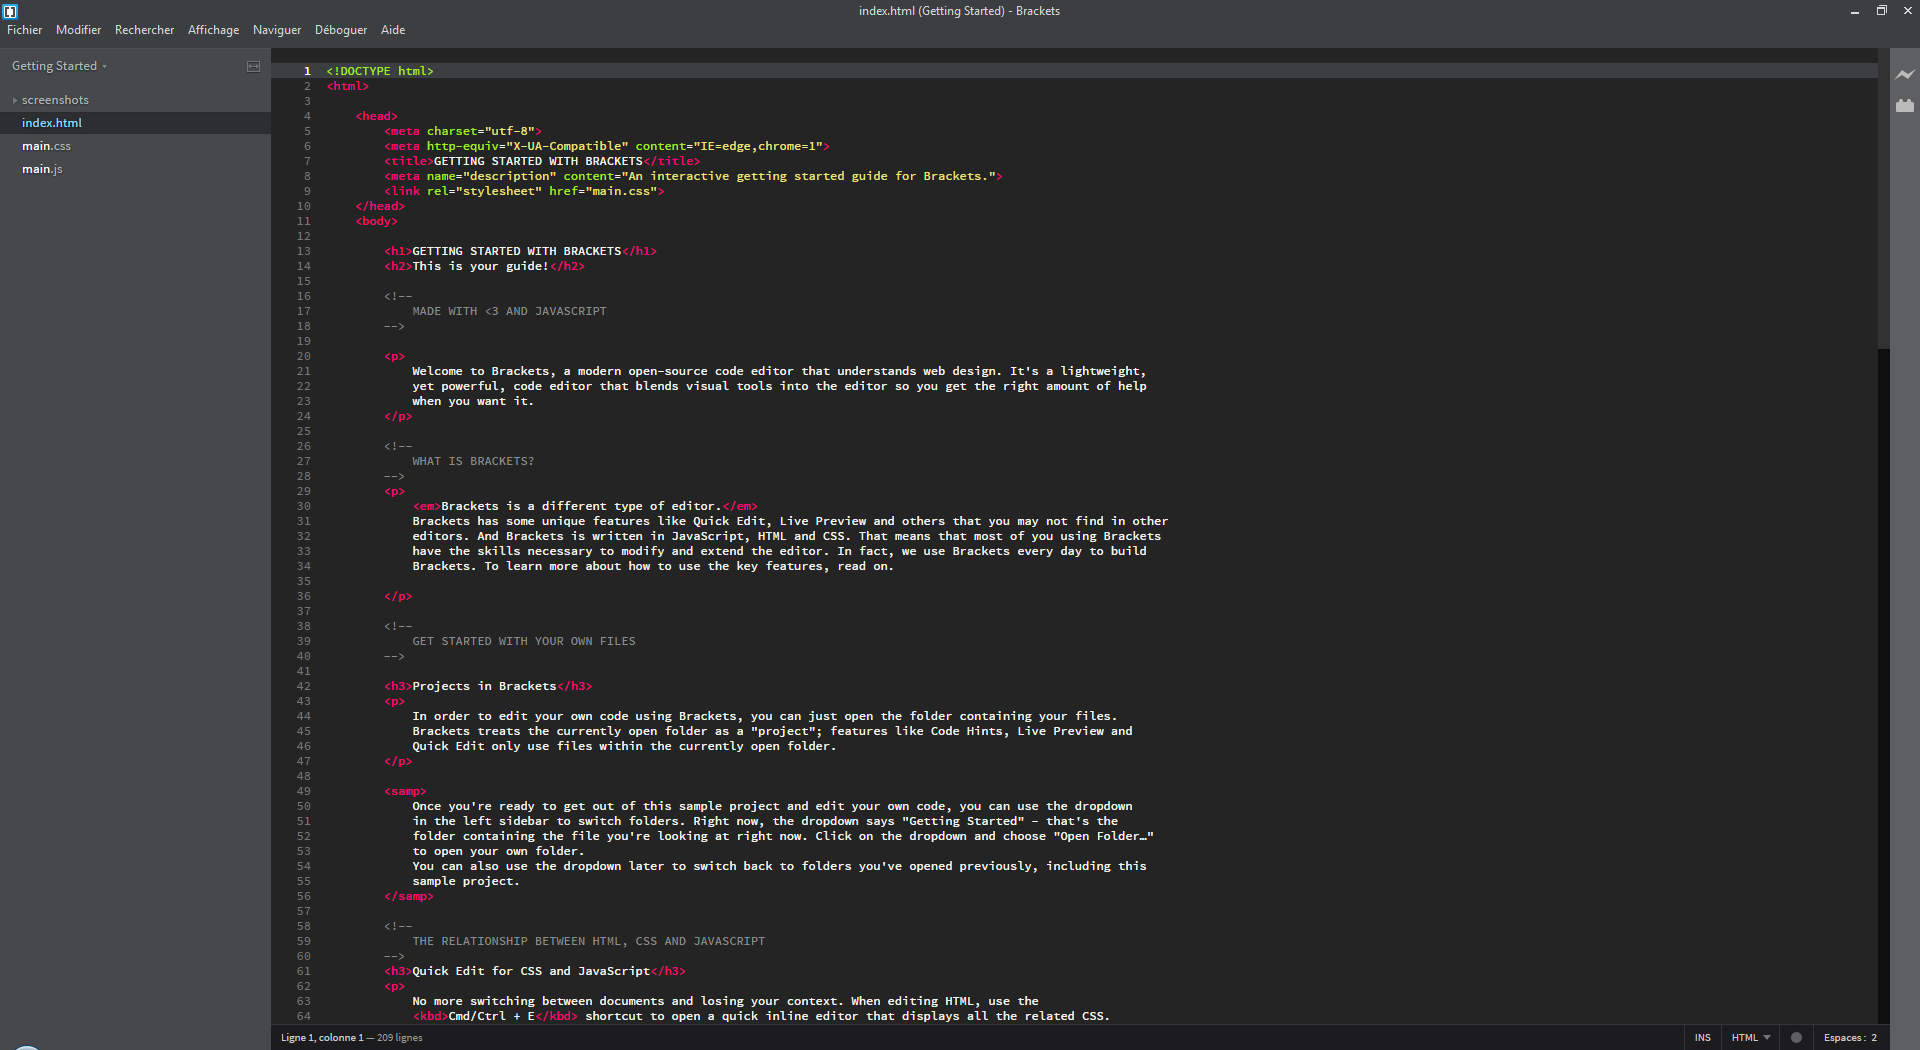 index.html (Getting Started) - Brackets
Fichier Modifier Rechercher Affichage Naviguer Déboguer Aide
Getting Started
screenshots
index.html
main.css
main.js
1 <!DOCTYPE html>
2 <html>
3
4 <head>
5 <meta charset="utf-8">
6 <meta http-equiv="X-UA-Compatible" content="IE=edge,chrome=1">
7 <title>GETTING STARTED WITH BRACKETS</title>
8 <meta name="description" content="An interactive getting started guide for Brackets.">
9 <link rel="stylesheet" href="main.css">
10 </head>
11 <body>
12
13 <h1>GETTING STARTED WITH BRACKETS</h1>
14 <h2>This is your guide!</h2>
15
16 <!--
17 MADE WITH <3 AND JAVASCRIPT
18 -->
19
20 <p>
21 Welcome to Brackets, a modern open-source code editor that understands web design. It's a lightweight,
22 yet powerful, code editor that blends visual tools into the editor so you get the right amount of help
23 when you want it.
24 </p>
25
26 <!--
27 WHAT IS BRACKETS?
28 -->
29 <p>
30 <em>Brackets is a different type of editor.</em>
31 Brackets has some unique features like Quick Edit, Live Preview and others that you may not find in other
32 editors. And Brackets is written in JavaScript, HTML and CSS. That means that most of you using Brackets
33 have the skills necessary to modify and extend the editor. In fact, we use Brackets every day to build
34 Brackets. To learn more about how to use the key features, read on.
35
36 </p>
37
38 <!--
39 GET STARTED WITH YOUR OWN FILES
40 -->
41
42 <h3>Projects in Brackets</h3>
43 <p>
44 In order to edit your own code using Brackets, you can just open the folder containing your files.
45 Brackets treats the currently open folder as a "project"; features like Code Hints, Live Preview and
46 Quick Edit only use files within the currently open folder.
47 </p>
48
49 <samp>
50 Once you're ready to get out of this sample project and edit your own code, you can use the dropdown
51 in the left sidebar to switch folders. Right now, the dropdown says "Getting Started" - that's the
52 folder containing the file you're looking at right now. Click on the dropdown and choose "Open Folder…"
53 to open your own folder.
54 You can also use the dropdown later to switch back to folders you've opened previously, including this
55 sample project.
56 </samp>
57
58 <!--
59 THE RELATIONSHIP BETWEEN HTML, CSS AND JAVASCRIPT
60 -->
61 <h3>Quick Edit for CSS and JavaScript</h3>
62 <p>
63 No more switching between documents and losing your context. When editing HTML, use the
64 <kbd>Cmd/Ctrl + E</kbd> shortcut to open a quick inline editor that displays all the related CSS.
Ligne 1, colonne 1 — 209 lignes
INS HTML Espaces : 2